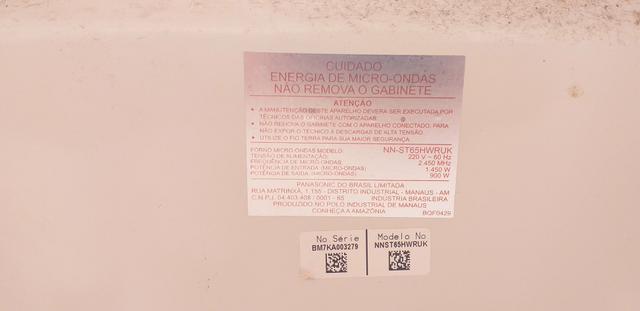 CUIDADO
ENERGIA DE MICRO-ONDAS
NÃO REMOVA O GABINETE
ATENÇÃO
• A MANUTENÇÃO DESTE APARELHO DEVERÁ SER EXECUTADA POR
TÉCNICOS DAS OFICINAS AUTORIZADAS.
• NÃO REMOVA O GABINETE COM O APARELHO CONECTADO, PARA
NÃO EXPOR O TÉCNICO À DESCARGAS DE ALTA TENSÃO.
• UTILIZE O FIO TERRA PARA SUA MAIOR SEGURANÇA.
FORNO MICRO-ONDAS MODELO: NN-ST65HWRUK
TENSÃO DE ALIMENTAÇÃO: 220 V ~ 60 Hz
FREQUÊNCIA DE MICRO-ONDAS: 2.450 MHz
POTÊNCIA DE ENTRADA (MICRO-ONDAS): 1.450 W
POTÊNCIA DE SAÍDA: (MICRO-ONDAS) 900 W
PANASONIC DO BRASIL LIMITADA
RUA MATRINXÃ, 1.155 - DISTRITO INDUSTRIAL - MANAUS - AM
C.N.P.J. 04.403.408 / 0001 - 65 INDÚSTRIA BRASILEIRA
PRODUZIDO NO PÓLO INDUSTRIAL DE MANAUS
CONHEÇA A AMAZÔNIA BQF0429
No Série Modelo No
BM7KA003279 NNST65HWRUK